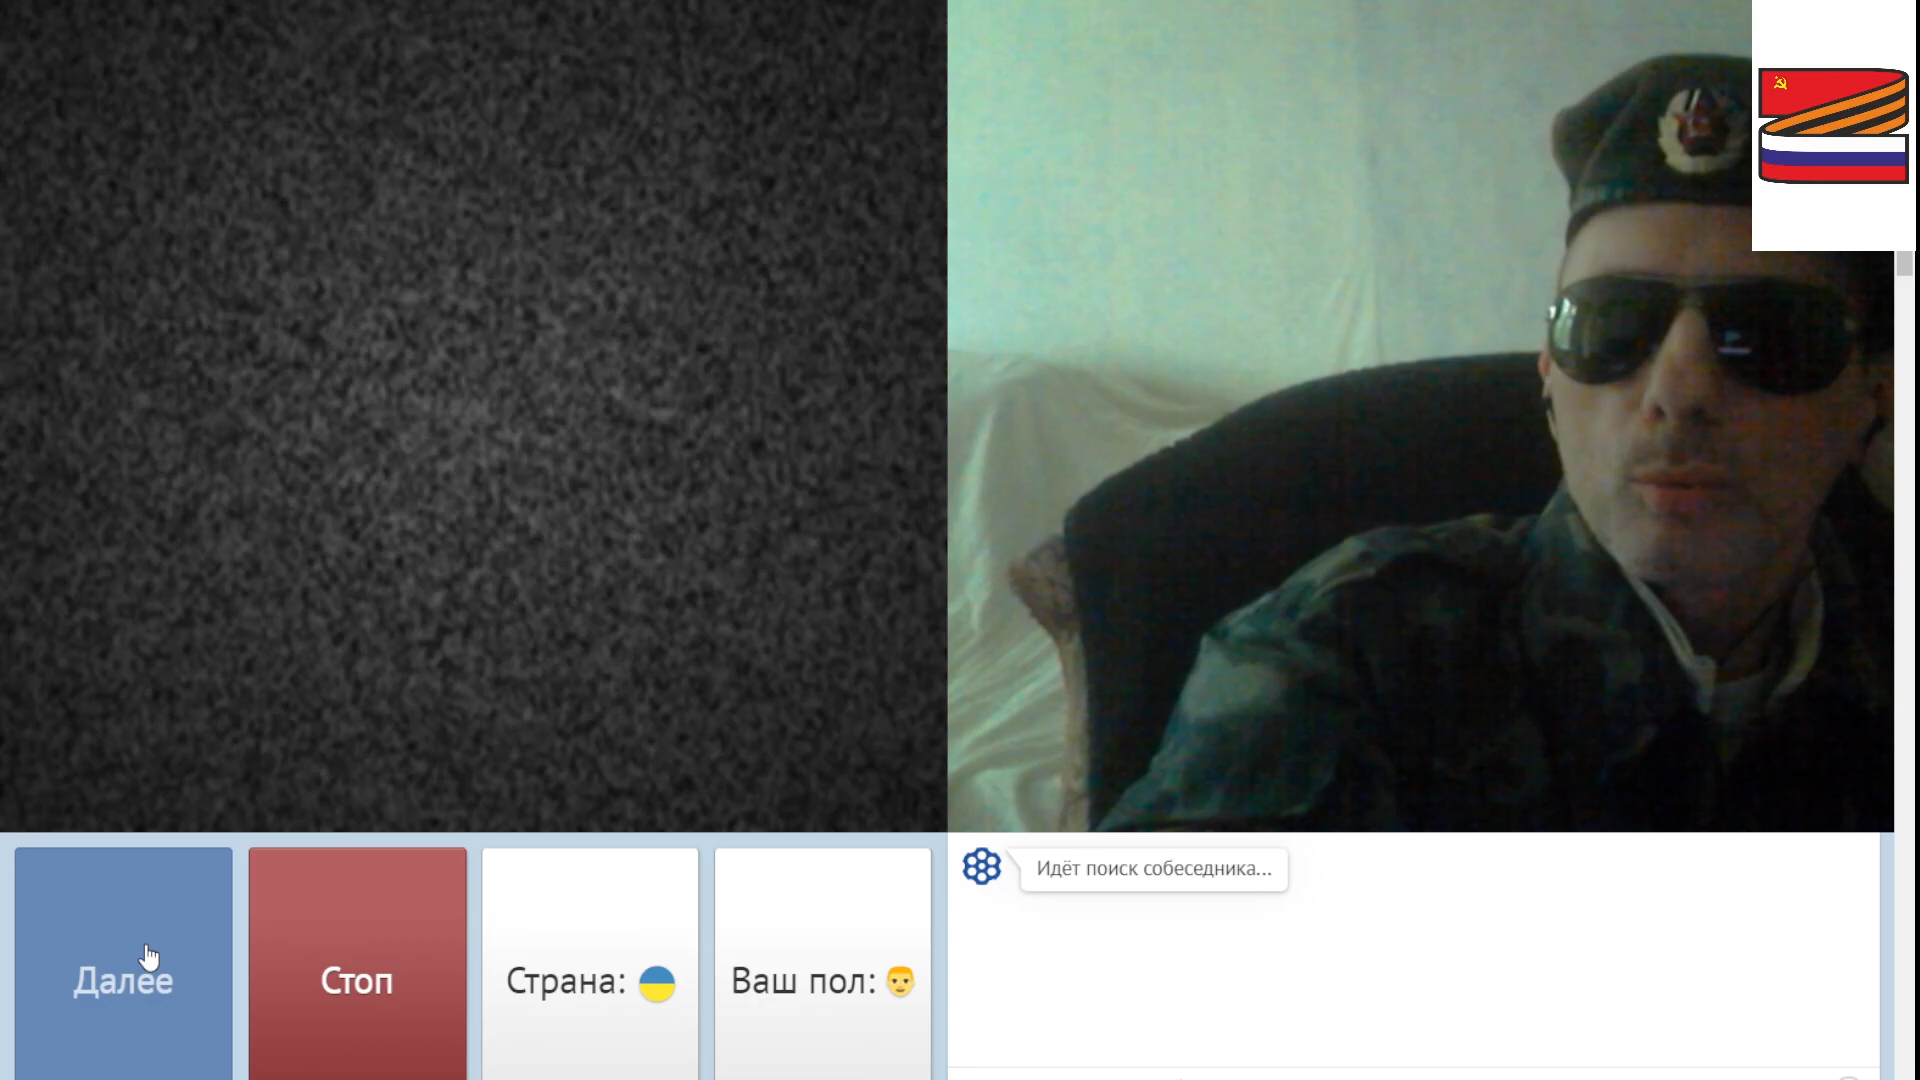 Идёт поиск собеседника...
Далее
Стоп
Страна:
Ваш пол: